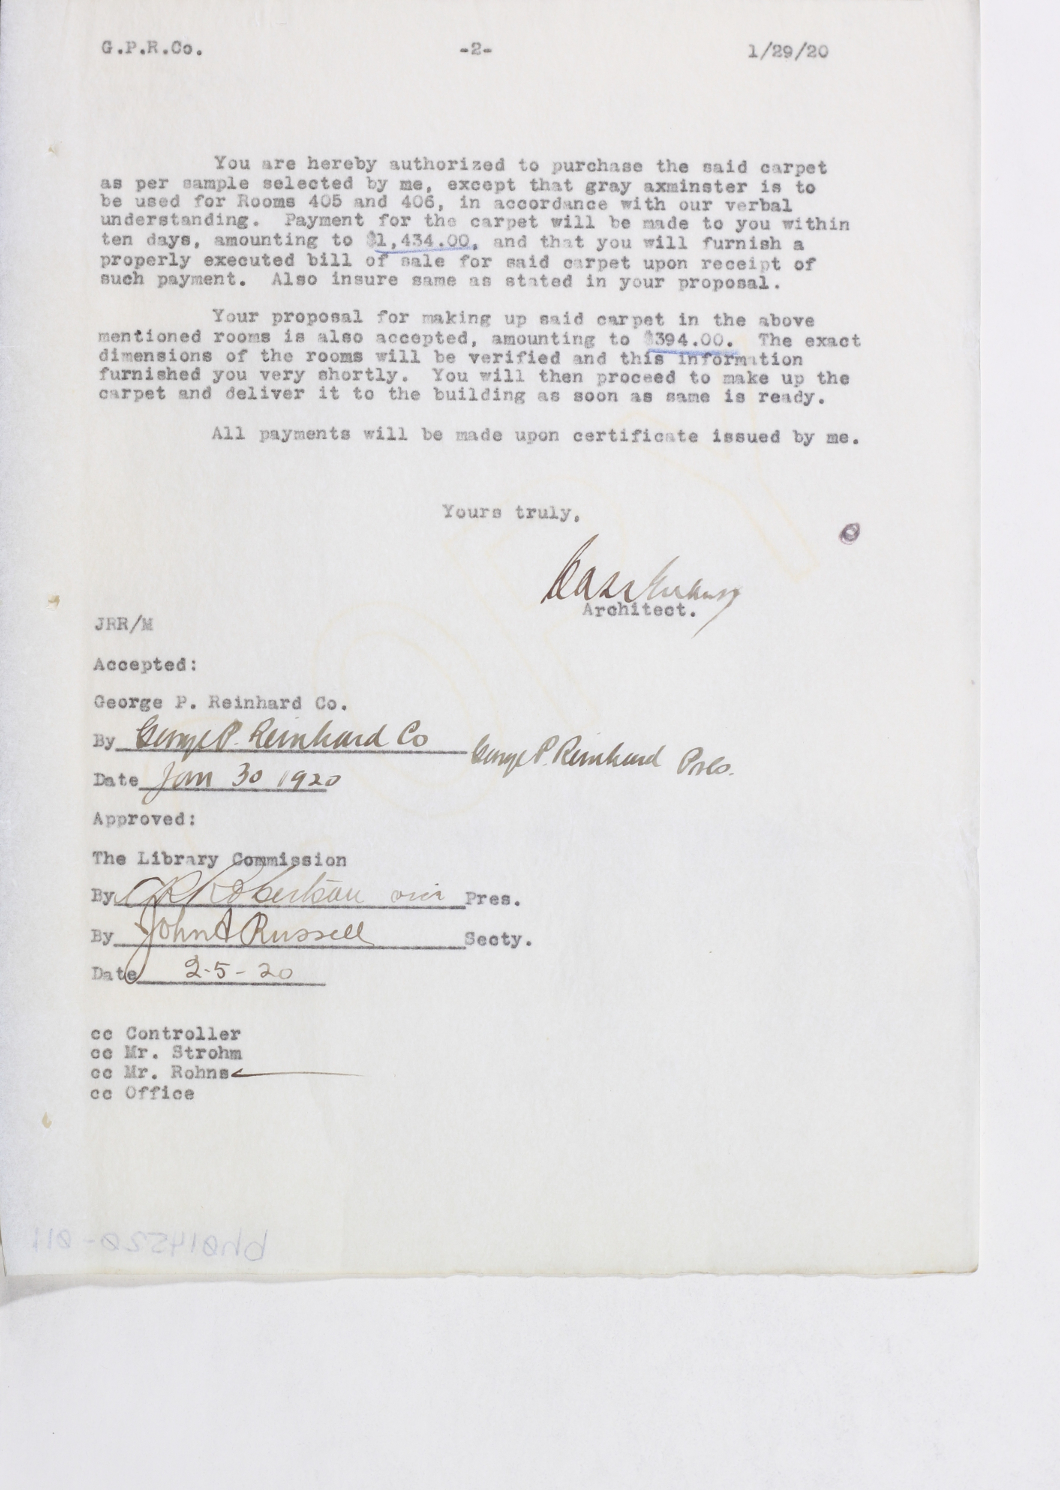 G.P.R.Co. -2- 1/29/20
You are hereby authorized to purchase the said carpet
as per sample selected by me, except that gray axminster is to
be used for Rooms 405 and 406, in accordance with our verbal
understanding. Payment for the carpet will be made to you within
ten days, amounting to $1,434.00, and that you will furnish a
properly executed bill of sale for said carpet upon receipt of
such payment. Also insure same as stated in your proposal.
Your proposal for making up said carpet in the above
mentioned rooms is also accepted, amounting to $394.00. The exact
dimensions of the rooms will be verified and this information
furnished you very shortly. You will then proceed to make up the
carpet and deliver it to the building as soon as same is ready.
All payments will be made upon certificate issued by me.
Yours truly,
Cass
Architect.
JRR/M
Accepted:
George P. Reinhard Co.
By George P. Reinhard Co George P. Reinhard Pres.
Date Jan 30 1920
Approved:
The Library Commission
By Robertson Pres.
By John A Russell Secty.
Date 2-5-20
cc Controller
cc Mr. Strohm
cc Mr. Rohns
cc Office
COPY